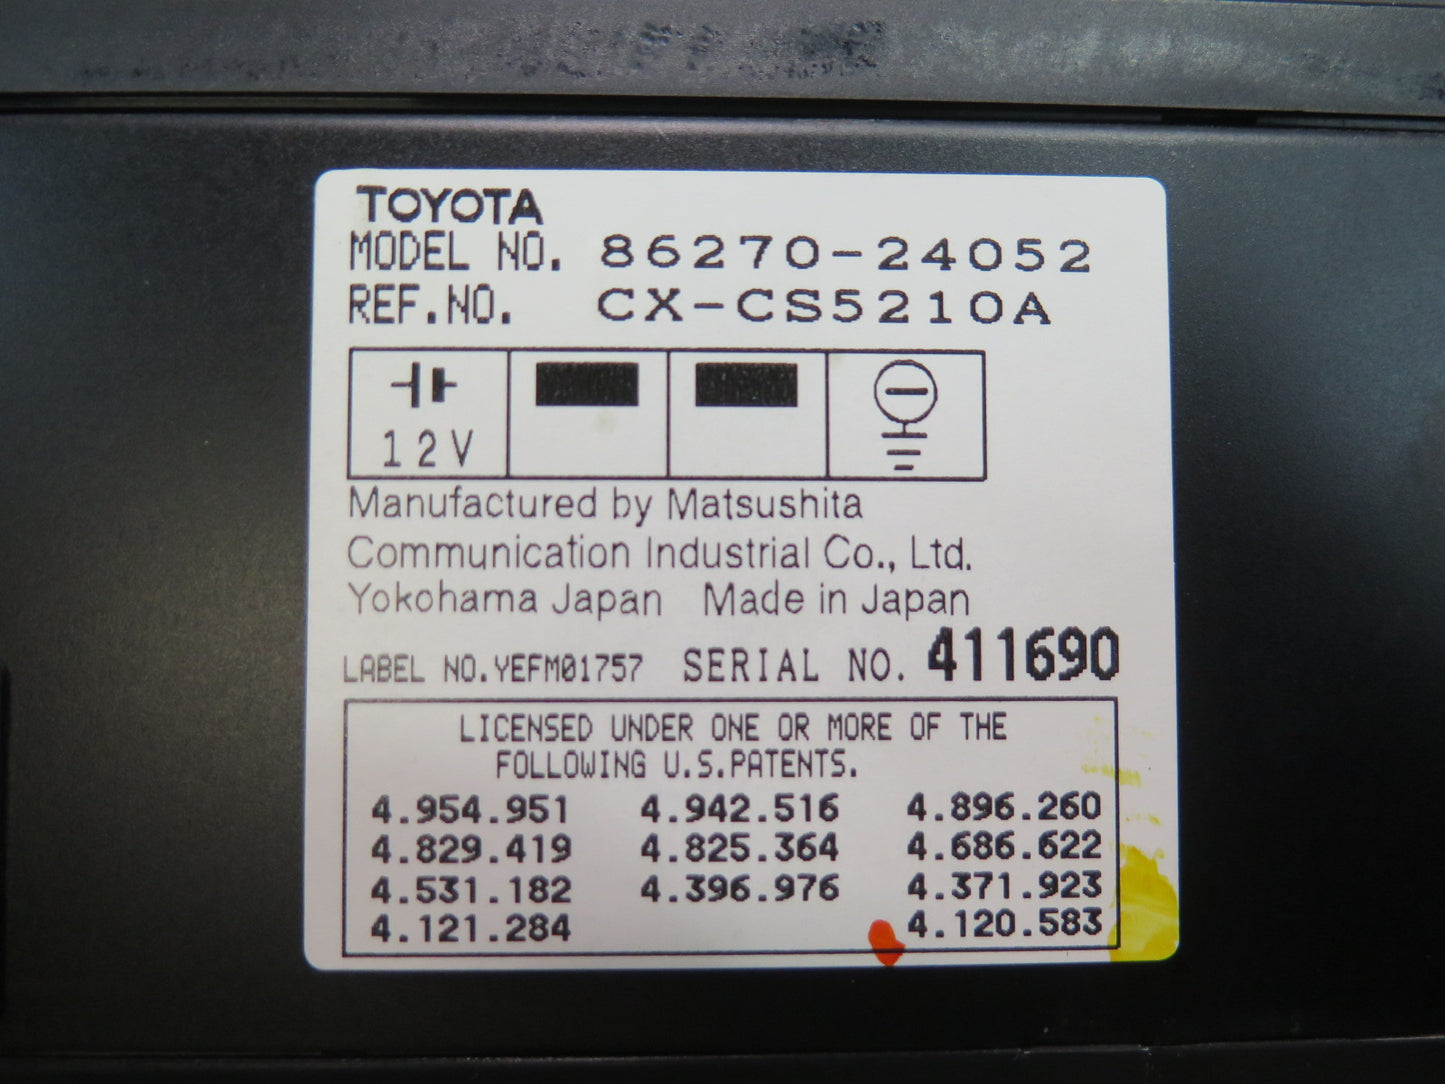 TOYOTA
MODEL NO. 86270-24052
REF.NO. CX-CS5210A
12V
Manufactured by Matsushita
Communication Industrial Co., Ltd.
Yokohama Japan Made in Japan
LABEL NO.YEFM01757 SERIAL NO. 411690
LICENSED UNDER ONE OR MORE OF THE
FOLLOWING U.S.PATENTS.
4.954.951 4.942.516 4.896.260
4.829.419 4.825.364 4.686.622
4.531.182 4.396.976 4.371.923
4.121.284 4.120.583